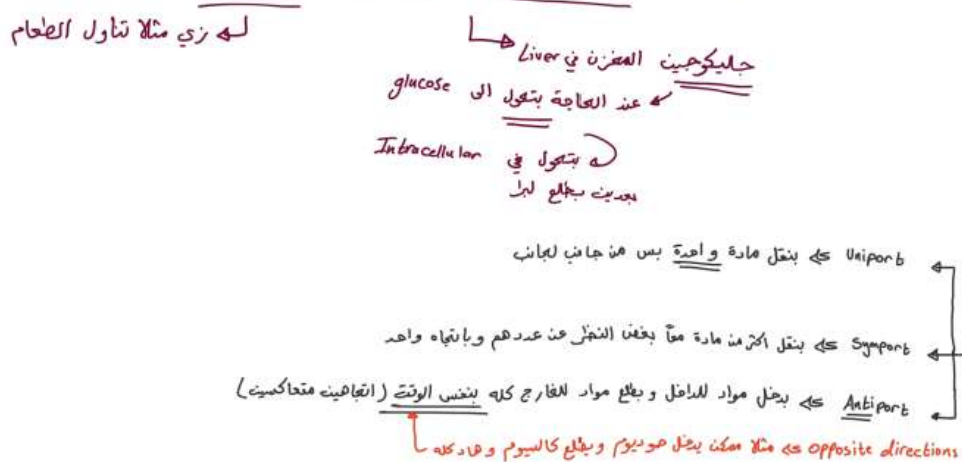 زي مثلا تناول الطعام
جليكوجين المخزن في Liver
عند الحاجة بتحول الى glucose
بتحول في Intracellular
بعدين بطلع لبرا
Uniport => بنقل مادة واحدة بس من جانب لجانب
Symport => بنقل اكثر من مادة معاً بغض النظر عن عددهم وباتجاه واحد
Antiport => بدخل مواد للداخل وبطلع مواد للخارج كله بنفس الوقت (اتجاهين متعاكسين)
opposite directions => مثلا ممكن يدخل صوديوم ويطلع كالسيوم وهاد كله